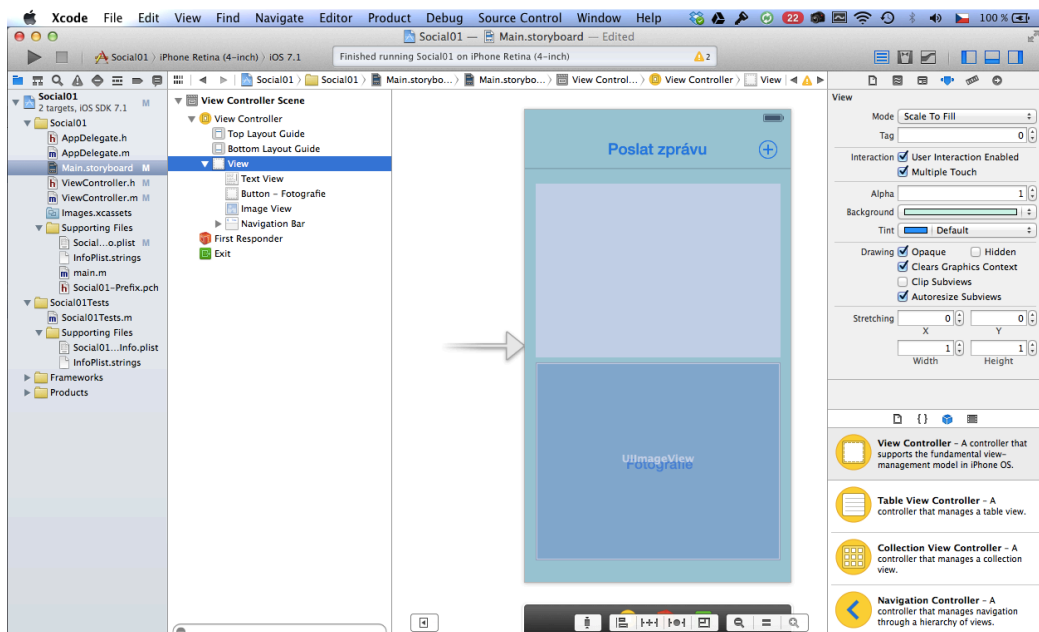 Xcode File Edit View Find Navigate Editor Product Debug Source Control Window Help 22 100 %
Social01 — Main.storyboard — Edited
Social01 iPhone Retina (4-inch) iOS 7.1 Finished running Social01 on iPhone Retina (4-inch) 2
Social01 Social01 Main.storybo... Main.storybo... View Control... View Controller View
Social01
2 targets, iOS SDK 7.1 M
Social01
h AppDelegate.h
m AppDelegate.m
Main.storyboard M
h ViewController.h M
m ViewController.m M
Images.xcassets
Supporting Files
Social...o.plist M
InfoPlist.strings
m main.m
h Social01-Prefix.pch
Social01Tests
m Social01Tests.m
Supporting Files
Social01...Info.plist
InfoPlist.strings
Frameworks
Products
View Controller Scene
View Controller
Top Layout Guide
Bottom Layout Guide
View
Text View
Button - Fotografie
Image View
Navigation Bar
First Responder
Exit
Poslat zprávu
UIImageView
Fotografie
View
Mode Scale To Fill
Tag 0
Interaction User Interaction Enabled
Multiple Touch
Alpha 1
Background
Tint Default
Drawing Opaque Hidden
Clears Graphics Context
Clip Subviews
Autoresize Subviews
Stretching 0 0
X Y
1 1
Width Height
{}
View Controller - A controller that
supports the fundamental view-
management model in iPhone OS.
Table View Controller - A
controller that manages a table view.
Collection View Controller - A
controller that manages a collection
view.
Navigation Controller - A
controller that manages navigation
through a hierarchy of views.